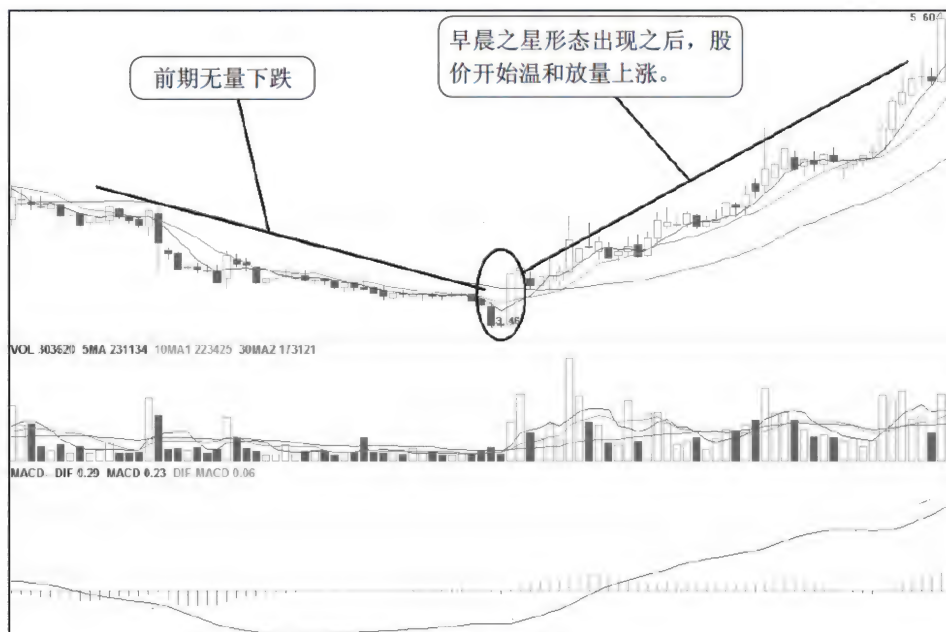 5.60
早晨之星形态出现之后，股
价开始温和放量上涨。
前期无量下跌
3.46
VOL 303620 5MA 231134 10MA1 223425 30MA2 173121
MACD DIF 0.29 MACD 0.23 DIF-MACD 0.06